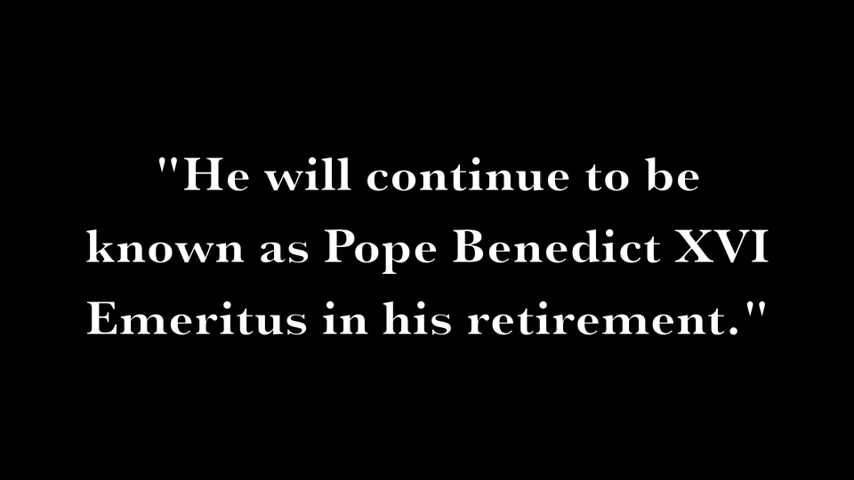 "He will continue to be
known as Pope Benedict XVI
Emeritus in his retirement."